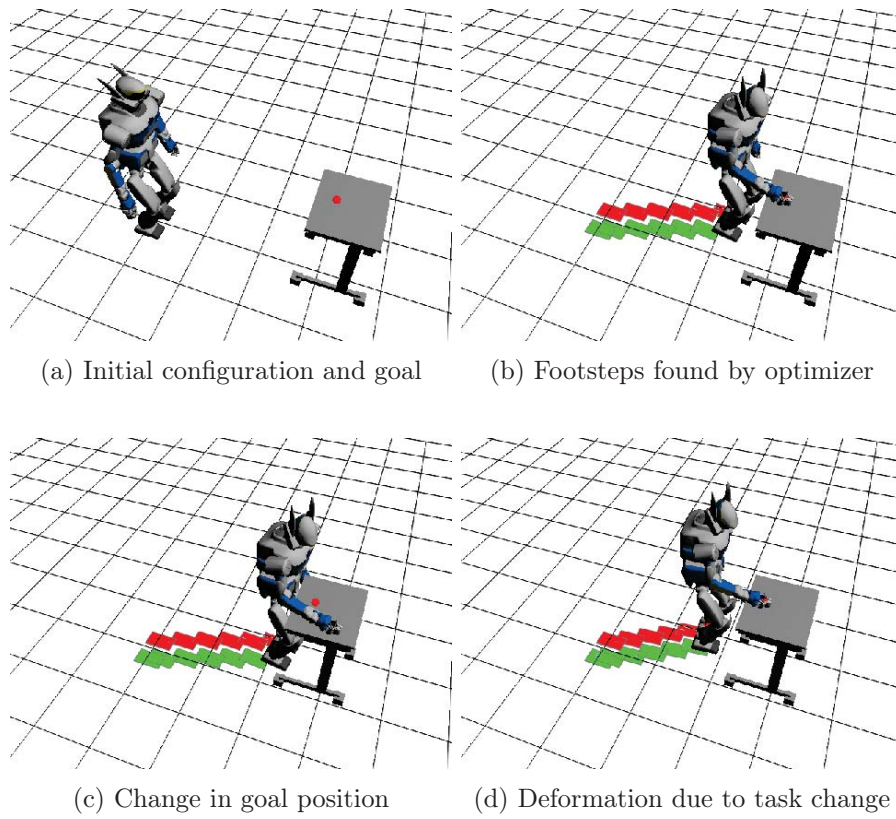 (a) Initial configuration and goal
(b) Footsteps found by optimizer
(c) Change in goal position
(d) Deformation due to task change